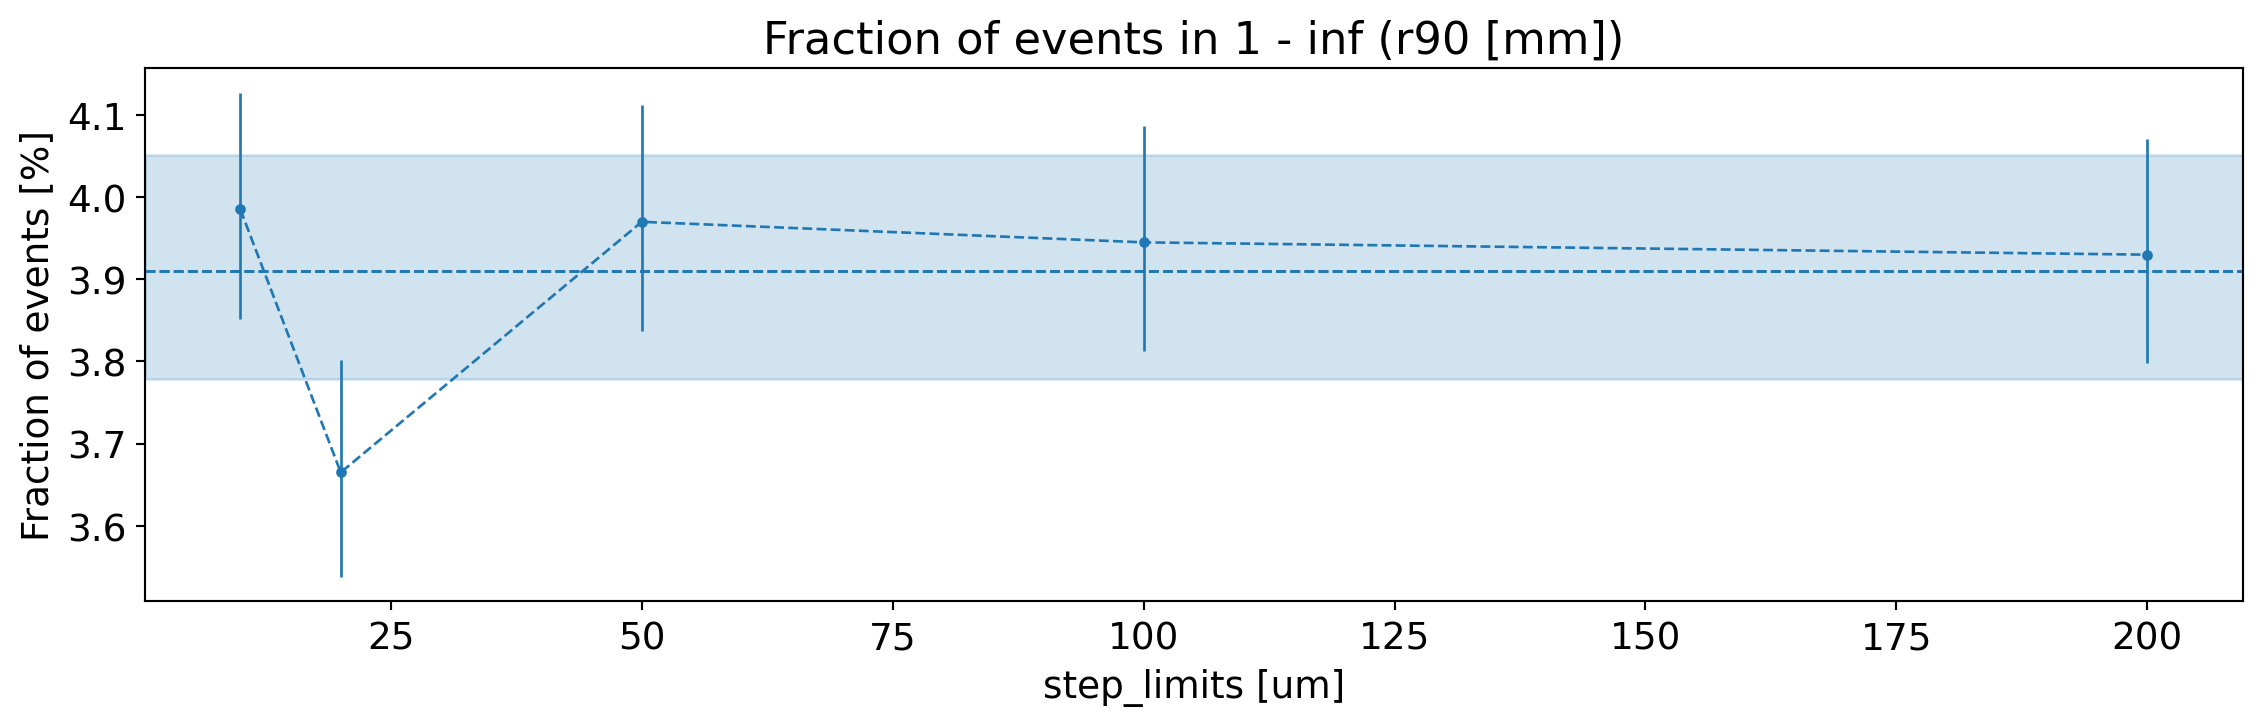 Fraction of events in 1 - inf (r90 [mm])
Fraction of events [%]
4.1
4.0
3.9
3.8
3.7
3.6
25 50 75 100 125 150 175 200
step_limits [um]